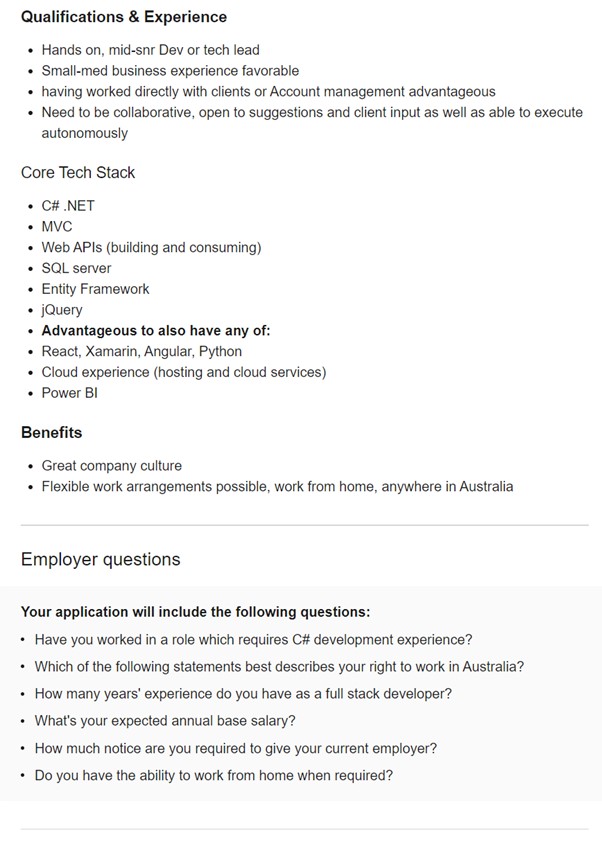 Qualifications & Experience
• Hands on, mid-snr Dev or tech lead
• Small-med business experience favorable
• having worked directly with clients or Account management advantageous
• Need to be collaborative, open to suggestions and client input as well as able to execute
autonomously
Core Tech Stack
• C# .NET
• MVC
• Web APIs (building and consuming)
• SQL server
• Entity Framework
• jQuery
• Advantageous to also have any of:
• React, Xamarin, Angular, Python
• Cloud experience (hosting and cloud services)
• Power BI
Benefits
• Great company culture
• Flexible work arrangements possible, work from home, anywhere in Australia
Employer questions
Your application will include the following questions:
• Have you worked in a role which requires C# development experience?
• Which of the following statements best describes your right to work in Australia?
• How many years' experience do you have as a full stack developer?
• What's your expected annual base salary?
• How much notice are you required to give your current employer?
• Do you have the ability to work from home when required?